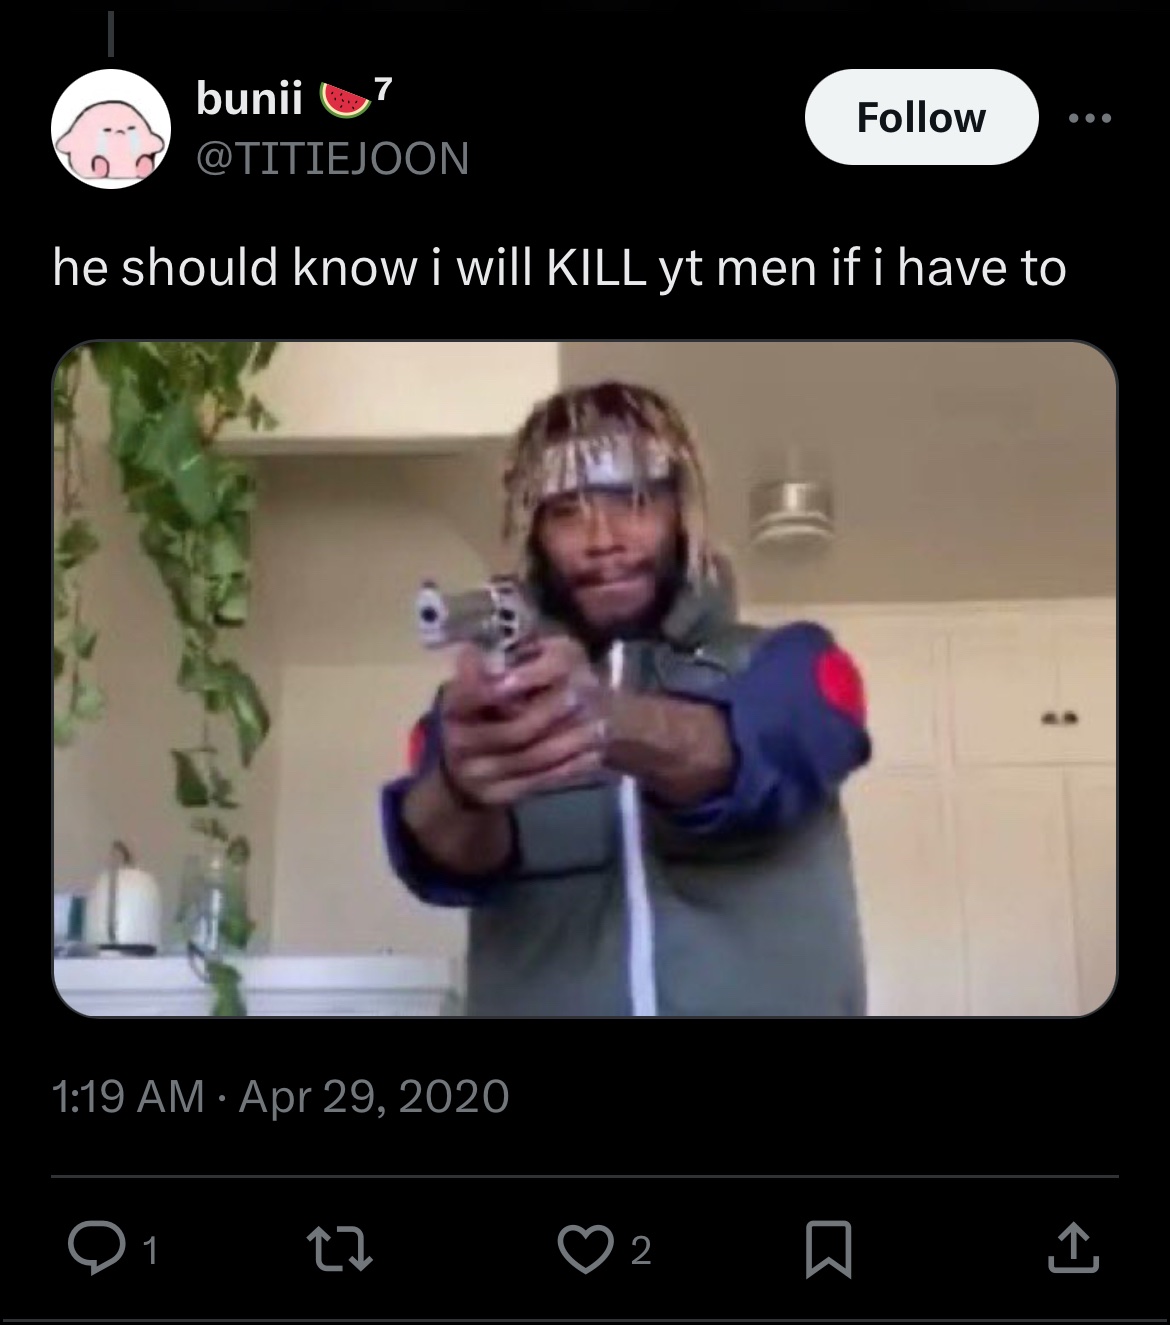 bunii 🍉⁷
@TITIEJOON
Follow
he should know i will KILL yt men if i have to
1:19 AM · Apr 29, 2020
1
2